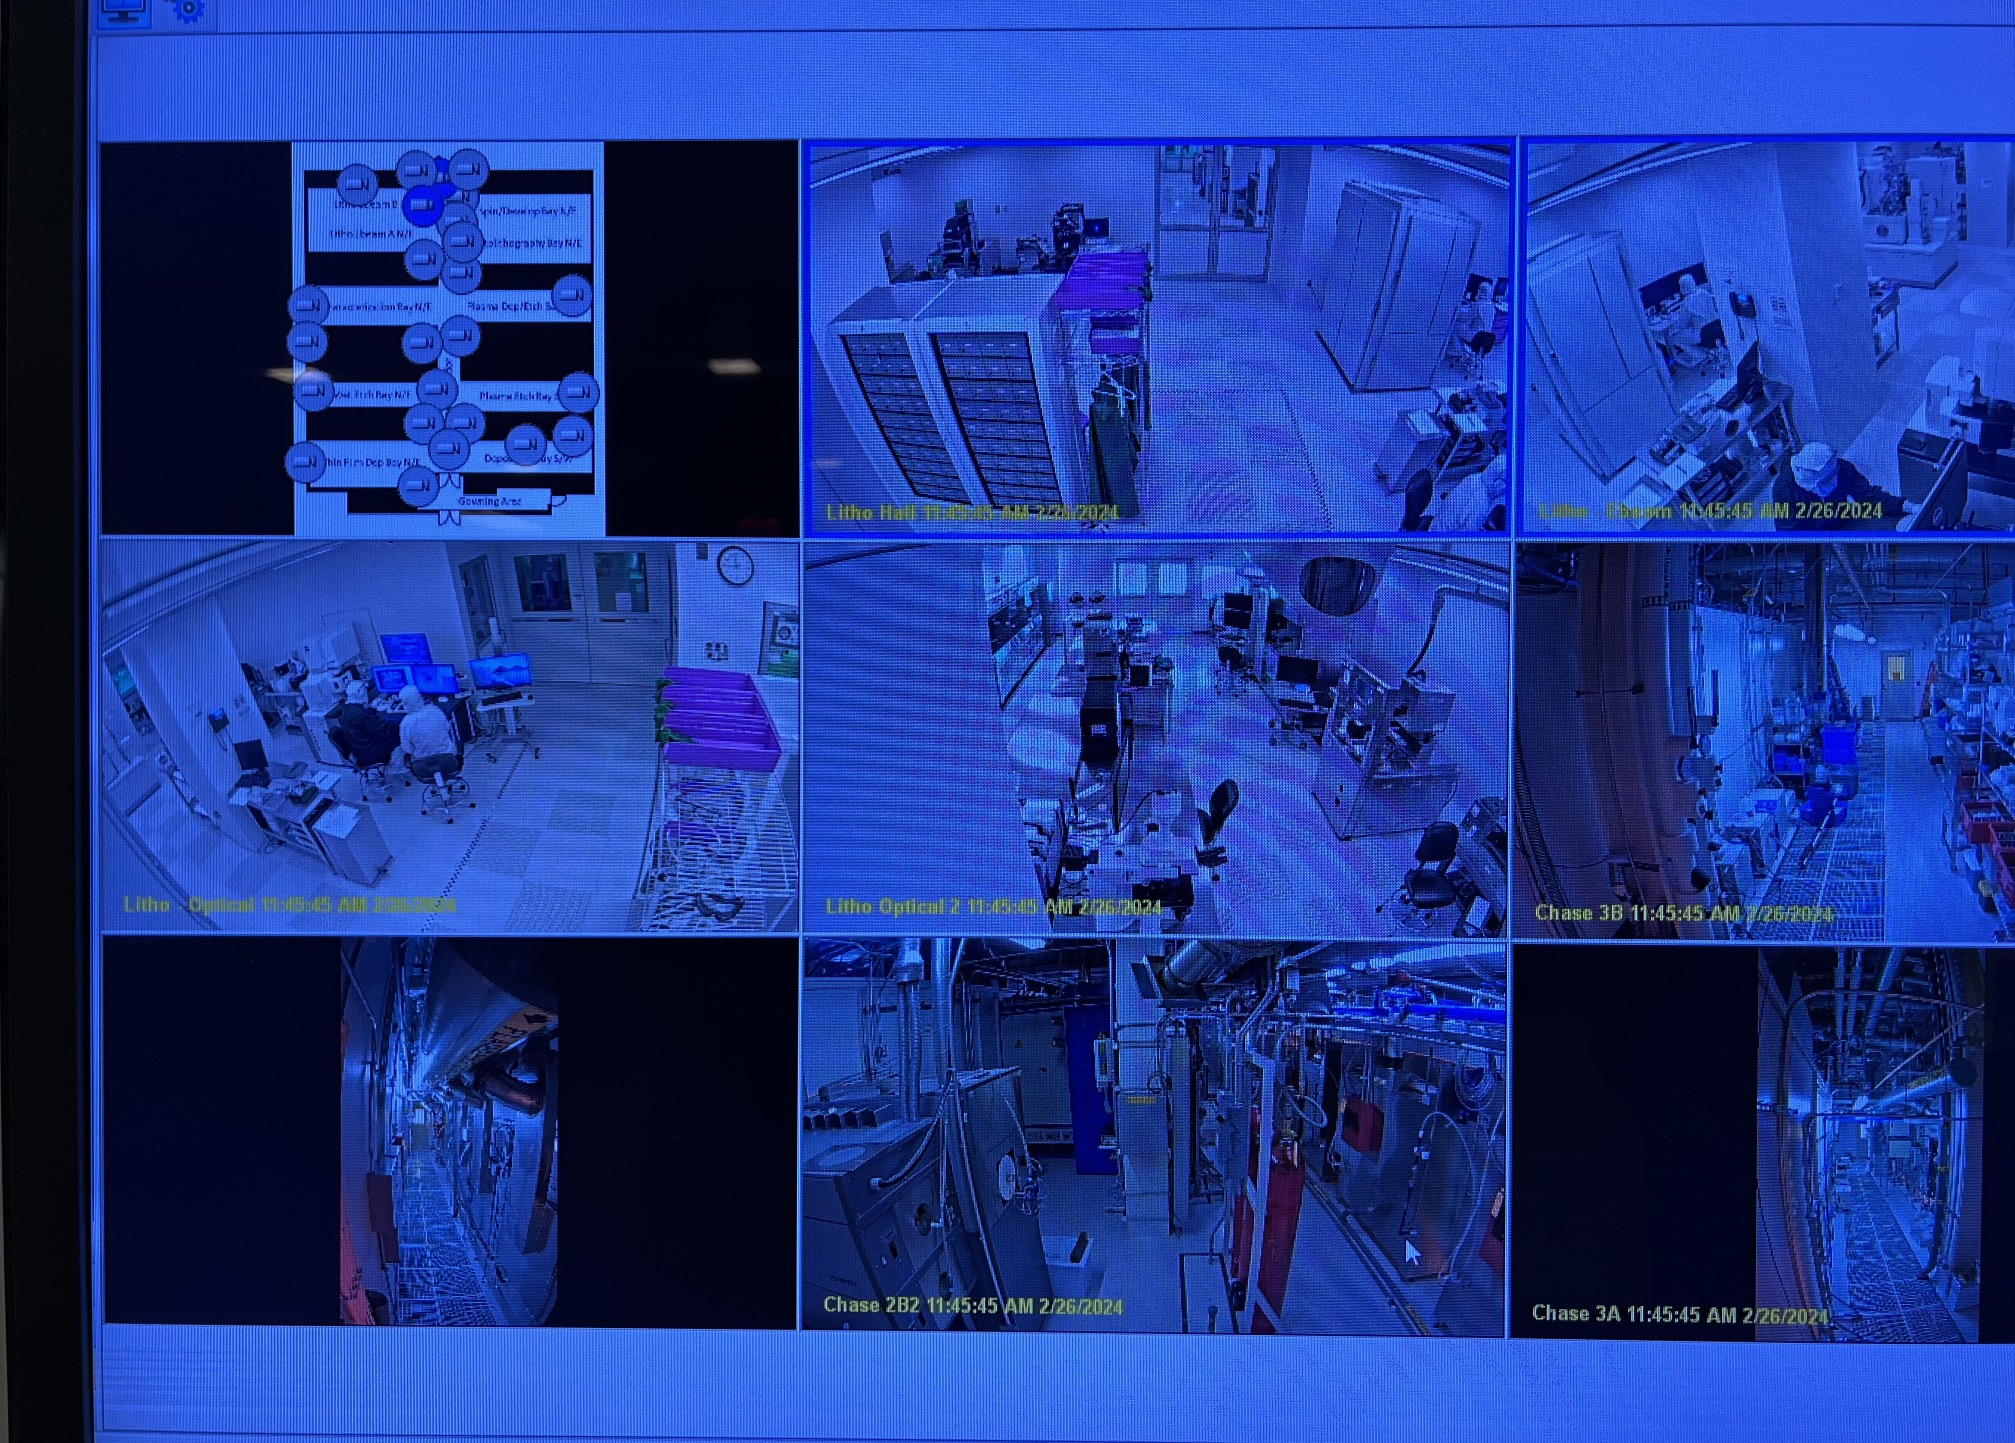 Litho Ebeam B
Spin/Develop Bay N/E
Litho Ebeam A N/E
Bay N/E
Bay N/E
Plasma Dep/Etch
Wet Etch Bay N/E
Plasma Etch Bay
Film Dep Bay N/E
Gowning Area
Litho Hall 11:45:45 AM 2/26/2024
Litho - Ebeam 11:45:45 AM 2/26/2024
Litho - Optical 11:45:45 AM 2/26/2024
Litho Optical 2 11:45:45 AM 2/26/2024
Chase 3B 11:45:45 AM 2/26/2024
Chase 2B2 11:45:45 AM 2/26/2024
Chase 3A 11:45:45 AM 2/26/2024